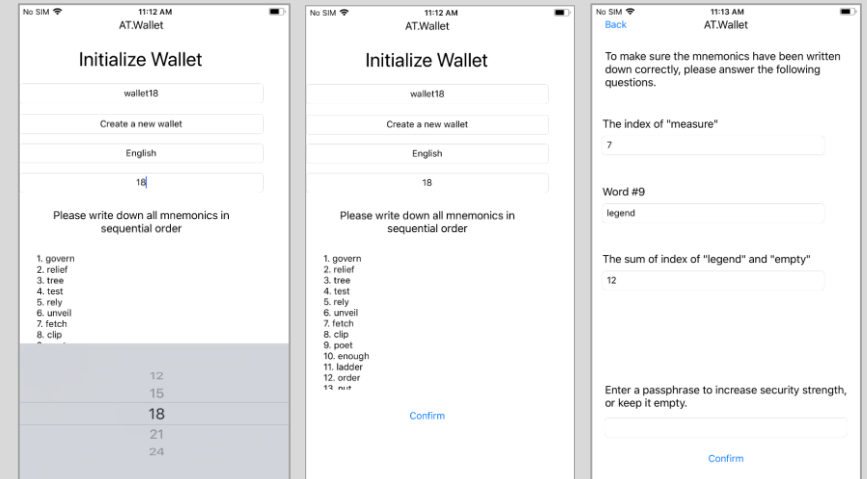 No SIM 11:12 AM
AT.Wallet
Initialize Wallet
wallet18
Create a new wallet
English
18
Please write down all mnemonics in
sequential order
1. govern
2. relief
3. tree
4. test
5. rely
6. unveil
7. fetch
8. clip
12
15
18
21
24
No SIM 11:12 AM
AT.Wallet
Initialize Wallet
wallet18
Create a new wallet
English
18
Please write down all mnemonics in
sequential order
1. govern
2. relief
3. tree
4. test
5. rely
6. unveil
7. fetch
8. clip
9. poet
10. enough
11. ladder
12. order
13. put
Confirm
No SIM 11:13 AM
Back AT.Wallet
To make sure the mnemonics have been written
down correctly, please answer the following
questions.
The index of "measure"
7
Word #9
legend
The sum of index of "legend" and "empty"
12
Enter a passphrase to increase security strength,
or keep it empty.
Confirm